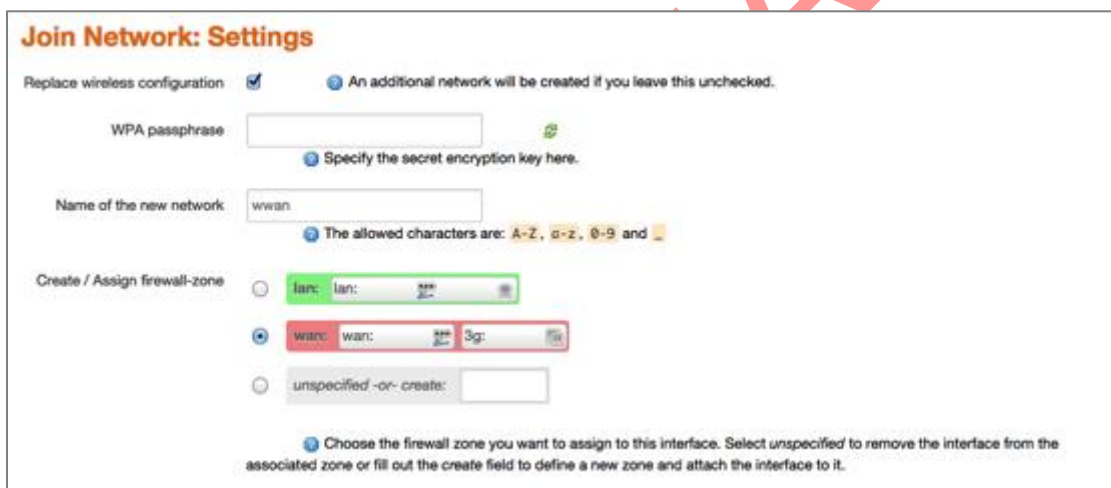 Join Network: Settings
Replace wireless configuration An additional network will be created if you leave this unchecked.
WPA passphrase
Specify the secret encryption key here.
Name of the new network wwan
The allowed characters are: A-Z, a-z, 0-9 and _
Create / Assign firewall-zone lan: lan:
wan: wan: 3g:
unspecified -or- create:
Choose the firewall zone you want to assign to this interface. Select unspecified to remove the interface from the
associated zone or fill out the create field to define a new zone and attach the interface to it.